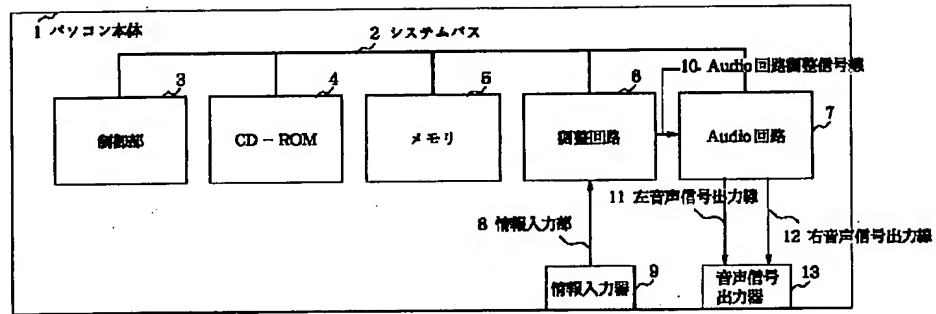 1 パソコン本体
2 システムバス
3
制御部
4
CD-ROM
5
メモリ
6
調整回路
10. Audio回路調整信号線
7
Audio回路
11 左音声信号出力線
12 右音声信号出力線
8 情報入力部
情報入力器
9
音声信号
出力器
13